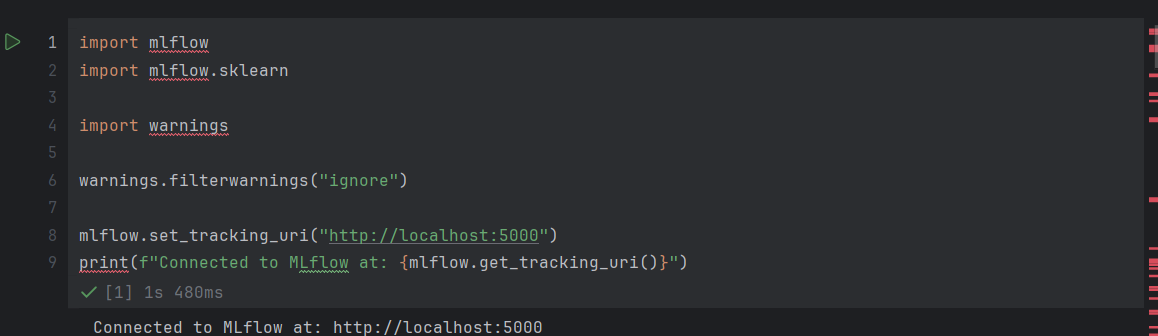 1 import mlflow
2 import mlflow.sklearn
3
4 import warnings
5
6 warnings.filterwarnings("ignore")
7
8 mlflow.set_tracking_uri("http://localhost:5000")
9 print(f"Connected to MLflow at: {mlflow.get_tracking_uri()}")
[1] 1s 480ms
Connected to MLflow at: http://localhost:5000